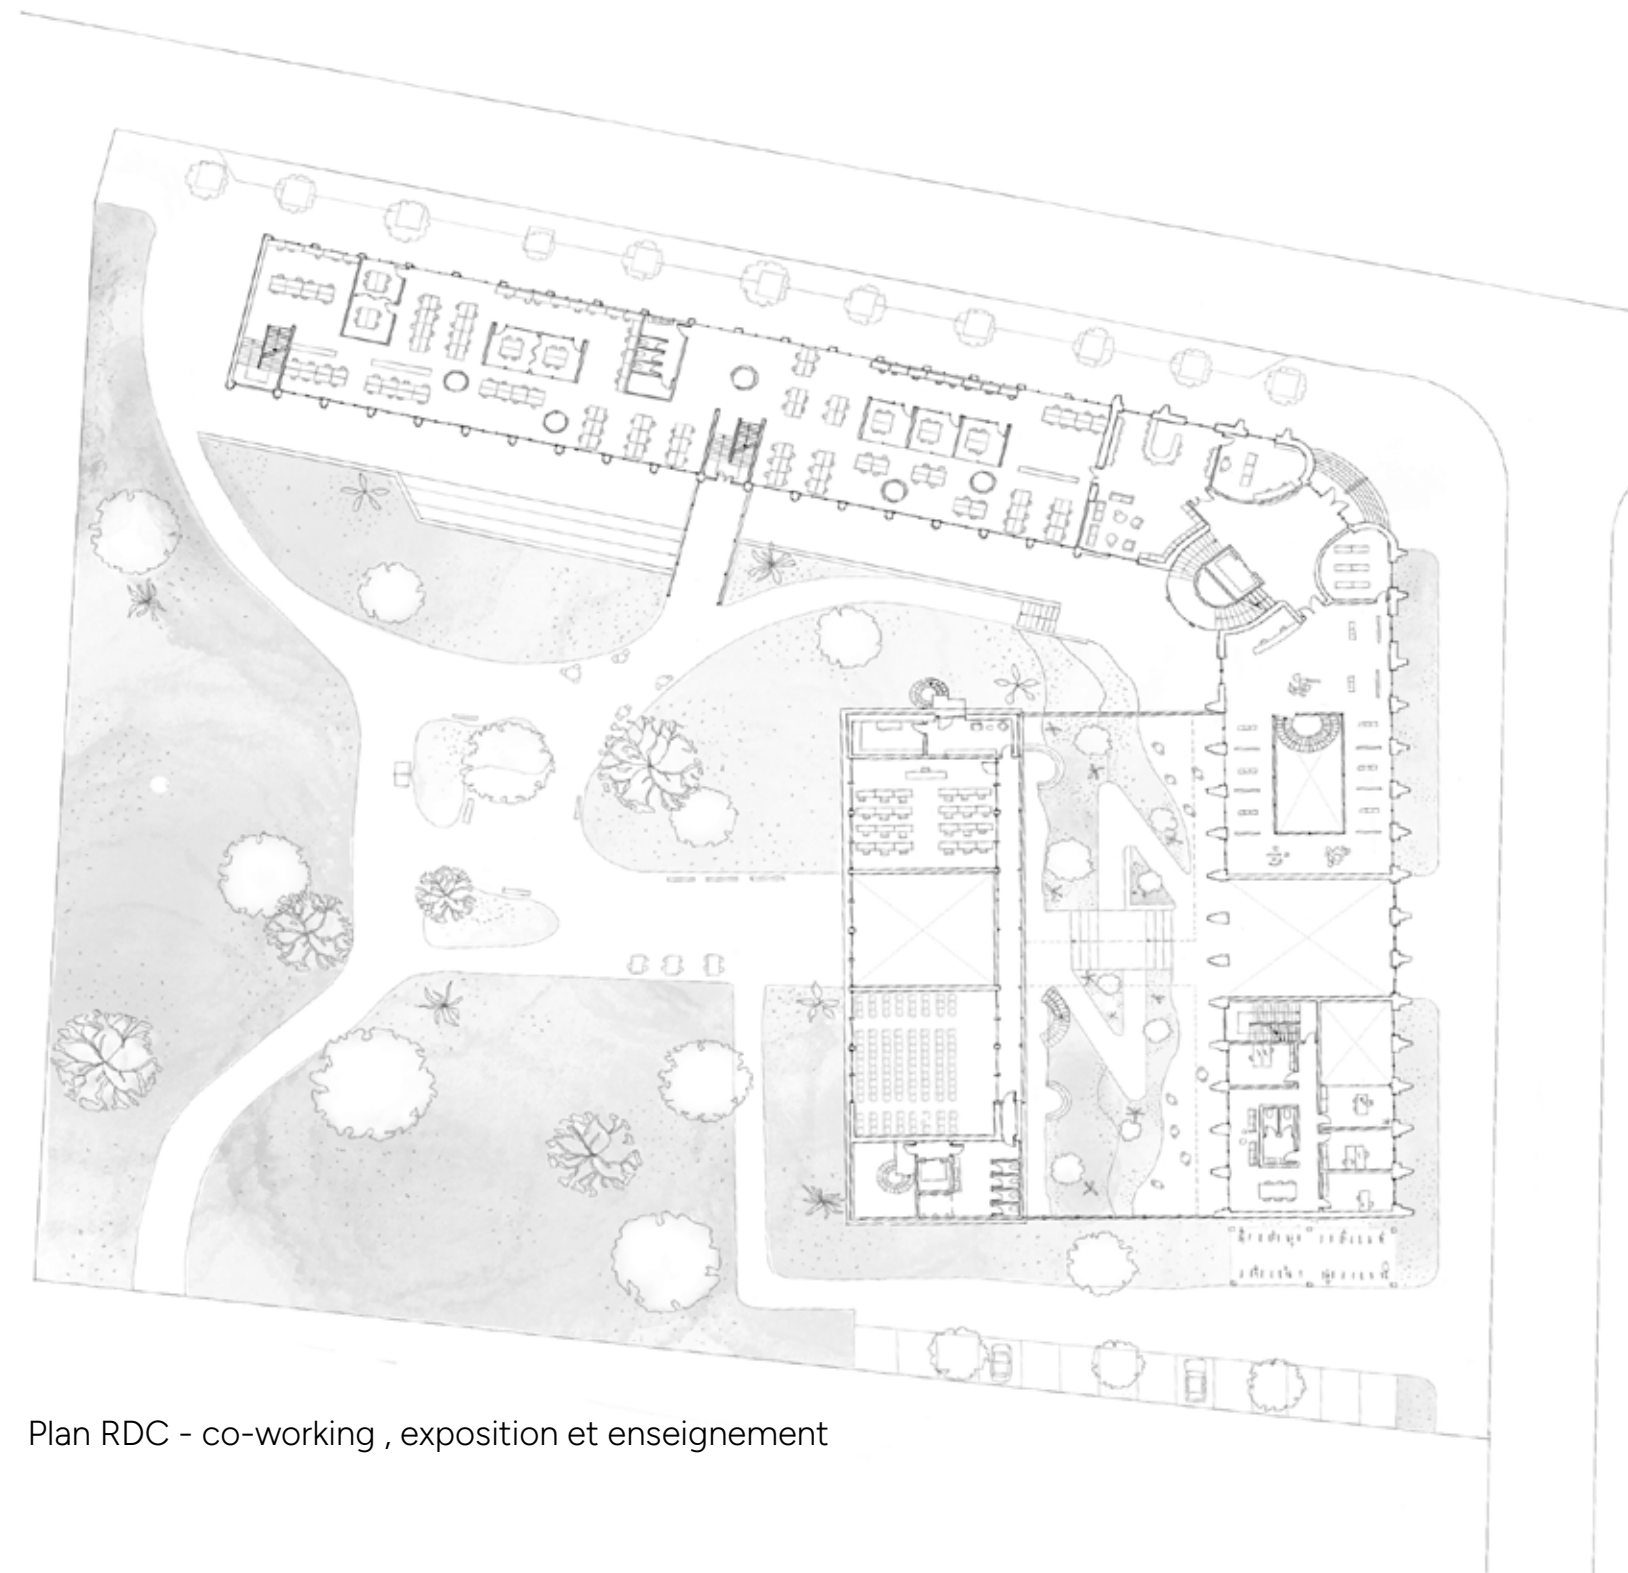 Plan RDC - co-working , exposition et enseignement